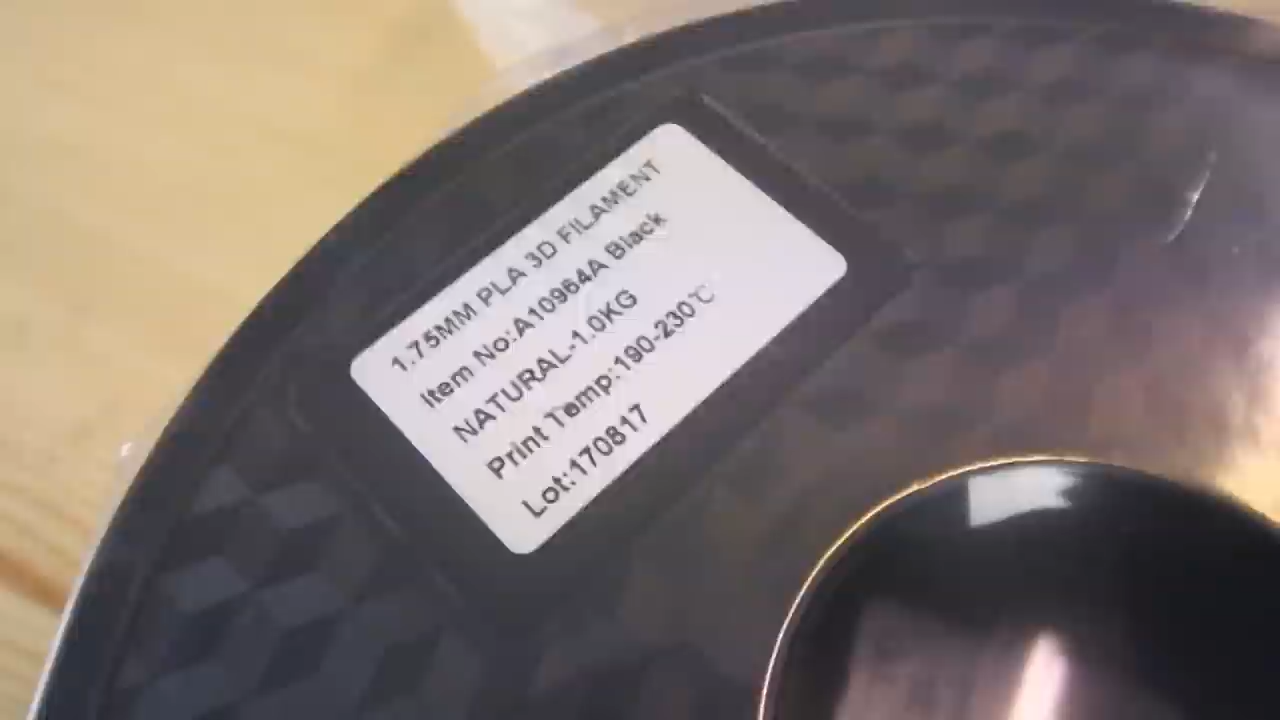 1.75MM PLA 3D FILAMENT
Item No:A10964A Black
NATURAL-1.0KG
Print Temp:190-230℃
Lot:170817